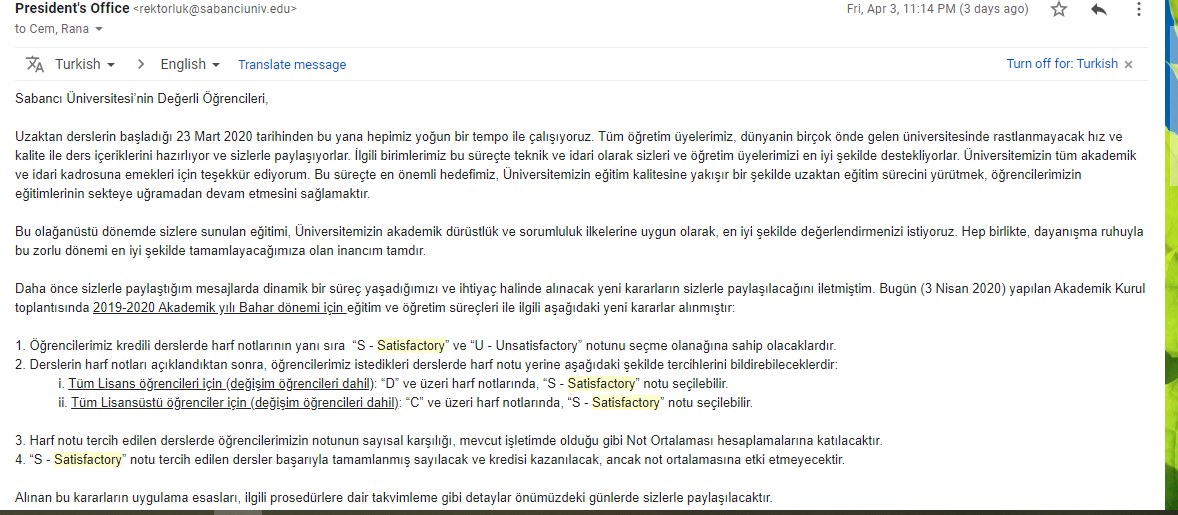 President's Office <rektorluk@sabanciuniv.edu>
Fri, Apr 3, 11:14 PM (3 days ago)
to Cem, Rana
Turkish > English Translate message
Turn off for: Turkish ×
Sabancı Üniversitesi'nin Değerli Öğrencileri,
Uzaktan derslerin başladığı 23 Mart 2020 tarihinden bu yana hepimiz yoğun bir tempo ile çalışıyoruz. Tüm öğretim üyelerimiz, dünyanin birçok önde gelen üniversitesinde rastlanmayacak hız ve
kalite ile ders içeriklerini hazırlıyor ve sizlerle paylaşıyorlar. İlgili birimlerimiz bu süreçte teknik ve idari olarak sizleri ve öğretim üyelerimizi en iyi şekilde destekliyorlar. Üniversitemizin tüm akademik
ve idari kadrosuna emekleri için teşekkür ediyorum. Bu süreçte en önemli hedefimiz, Üniversitemizin eğitim kalitesine yakışır bir şekilde uzaktan eğitim sürecini yürütmek, öğrencilerimizin
eğitimlerinin sekteye uğramadan devam etmesini sağlamaktır.
Bu olağanüstü dönemde sizlere sunulan eğitimi, Üniversitemizin akademik dürüstlük ve sorumluluk ilkelerine uygun olarak, en iyi şekilde değerlendirmenizi istiyoruz. Hep birlikte, dayanışma ruhuyla
bu zorlu dönemi en iyi şekilde tamamlayacağımıza olan inancım tamdır.
Daha önce sizlerle paylaştığım mesajlarda dinamik bir süreç yaşadığımızı ve ihtiyaç halinde alınacak yeni kararların sizlerle paylaşılacağını iletmiştim. Bugün (3 Nisan 2020) yapılan Akademik Kurul
toplantısında 2019-2020 Akademik yılı Bahar dönemi için eğitim ve öğretim süreçleri ile ilgili aşağıdaki yeni kararlar alınmıştır:
1. Öğrencilerimiz kredili derslerde harf notlarının yanı sıra “S - Satisfactory” ve “U - Unsatisfactory” notunu seçme olanağına sahip olacaklardır.
2. Derslerin harf notları açıklandıktan sonra, öğrencilerimiz istedikleri derslerde harf notu yerine aşağıdaki şekilde tercihlerini bildirebileceklerdir:
i. Tüm Lisans öğrencileri için (değişim öğrencileri dahil): “D” ve üzeri harf notlarında, “S - Satisfactory” notu seçilebilir.
ii. Tüm Lisansüstü öğrenciler için (değişim öğrencileri dahil): “C” ve üzeri harf notlarında, “S - Satisfactory” notu seçilebilir.
3. Harf notu tercih edilen derslerde öğrencilerimizin notunun sayısal karşılığı, mevcut işletimde olduğu gibi Not Ortalaması hesaplamalarına katılacaktır.
4. “S - Satisfactory” notu tercih edilen dersler başarıyla tamamlanmış sayılacak ve kredisi kazanılacak, ancak not ortalamasına etki etmeyecektir.
Alınan bu kararların uygulama esasları, ilgili prosedürlere dair takvimleme gibi detaylar önümüzdeki günlerde sizlerle paylaşılacaktır.